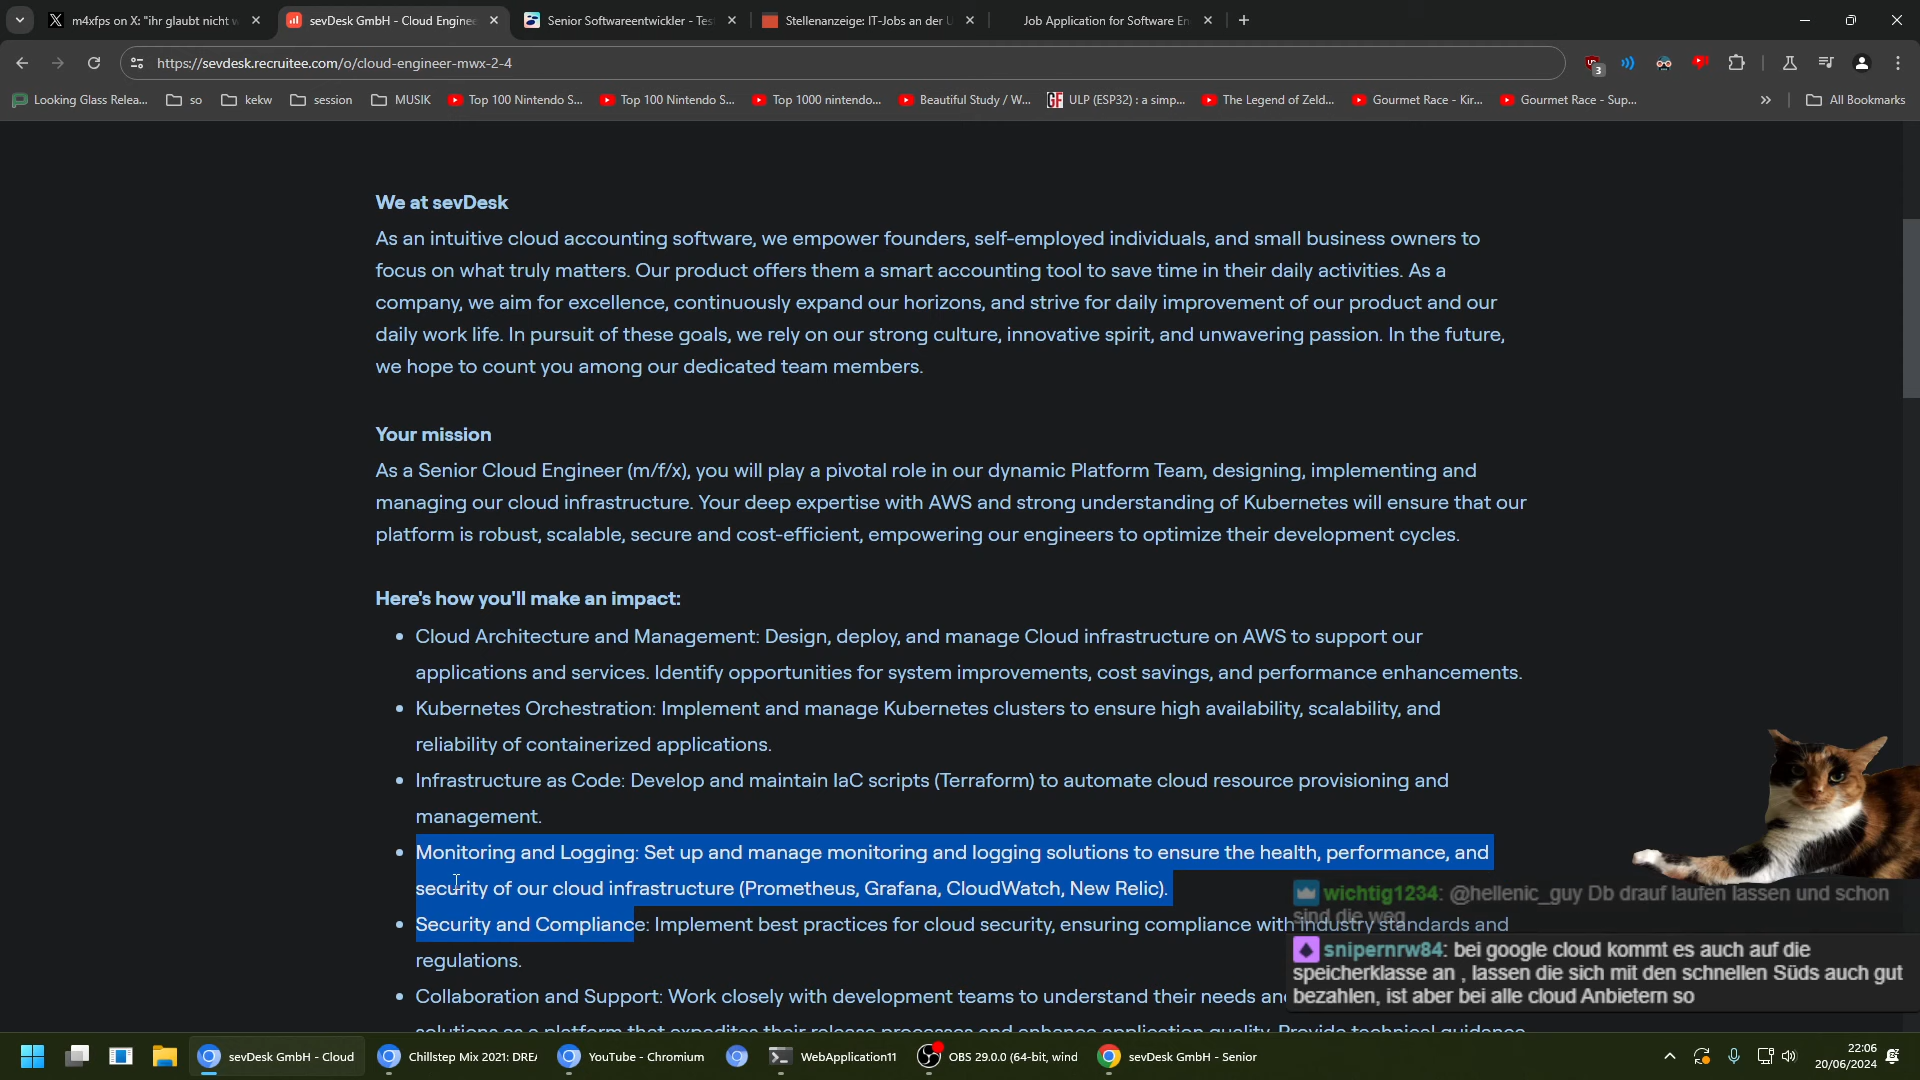 m4xfps on X: "ihr glaubt nicht w
sevDesk GmbH - Cloud Enginee
Senior Softwareentwickler - Tes
Stellenanzeige: IT-Jobs an der U
Job Application for Software En
https://sevdesk.recruitee.com/o/cloud-engineer-mwx-2-4
3
Looking Glass Relea...
so
kekw
session
MUSIK
Top 100 Nintendo S...
Top 100 Nintendo S...
Top 1000 nintendo...
Beautiful Study / W...
GF
ULP (ESP32) : a simp...
The Legend of Zeld...
Gourmet Race - Kir...
Gourmet Race - Sup...
All Bookmarks
We at sevDesk
As an intuitive cloud accounting software, we empower founders, self-employed individuals, and small business owners to
focus on what truly matters. Our product offers them a smart accounting tool to save time in their daily activities. As a
company, we aim for excellence, continuously expand our horizons, and strive for daily improvement of our product and our
daily work life. In pursuit of these goals, we rely on our strong culture, innovative spirit, and unwavering passion. In the future,
we hope to count you among our dedicated team members.
Your mission
As a Senior Cloud Engineer (m/f/x), you will play a pivotal role in our dynamic Platform Team, designing, implementing and
managing our cloud infrastructure. Your deep expertise with AWS and strong understanding of Kubernetes will ensure that our
platform is robust, scalable, secure and cost-efficient, empowering our engineers to optimize their development cycles.
Here's how you'll make an impact:
Cloud Architecture and Management: Design, deploy, and manage Cloud infrastructure on AWS to support our
applications and services. Identify opportunities for system improvements, cost savings, and performance enhancements.
Kubernetes Orchestration: Implement and manage Kubernetes clusters to ensure high availability, scalability, and
reliability of containerized applications.
Infrastructure as Code: Develop and maintain IaC scripts (Terraform) to automate cloud resource provisioning and
management.
Monitoring and Logging: Set up and manage monitoring and logging solutions to ensure the health, performance, and
security of our cloud infrastructure (Prometheus, Grafana, CloudWatch, New Relic).
Security and Compliance: Implement best practices for cloud security, ensuring compliance with industry standards and
regulations.
Collaboration and Support: Work closely with development teams to understand their needs and
solutions as a platform that expedites their release processes and enhance application quality. Provide technical guidance
wichtig1234: @hellenic_guy Db drauf laufen lassen und schon
sind die weg
snipernrw84: bei google cloud kommt es auch auf die
speicherklasse an , lassen die sich mit den schnellen Süds auch gut
bezahlen, ist aber bei alle cloud Anbietern so
sevDesk GmbH - Cloud
Chillstep Mix 2021: DREA
YouTube - Chromium
WebApplication11
OBS 29.0.0 (64-bit, wind
sevDesk GmbH - Senior
22:06
20/06/2024